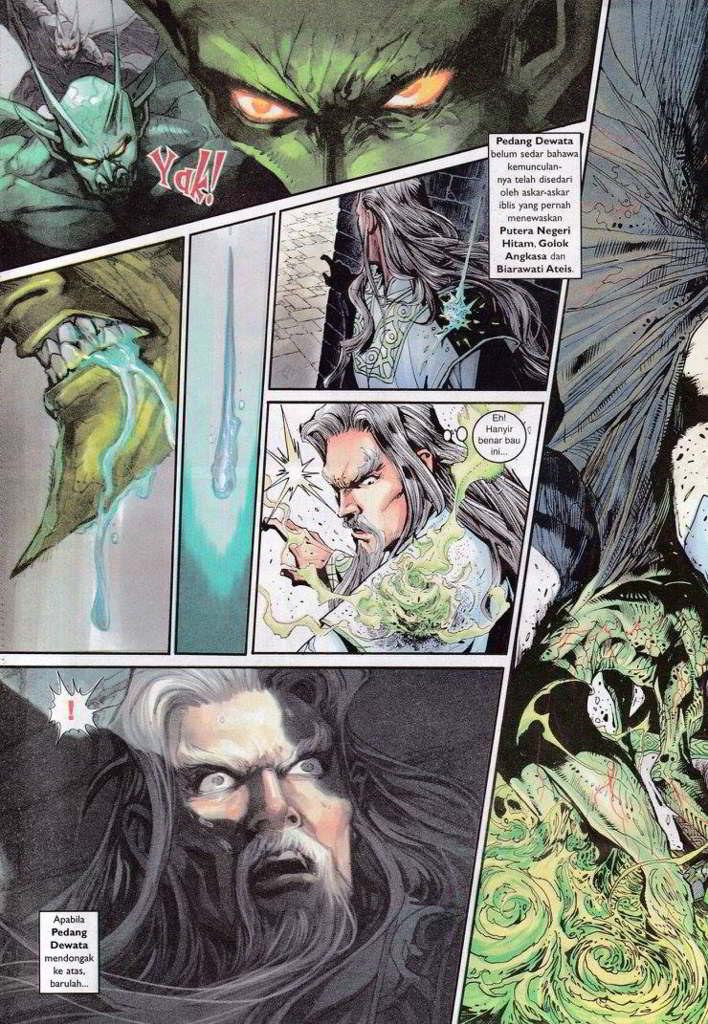 Yak!
Pedang Dewata
belum sedar bahawa
kemunculan-
nya telah disedari
oleh askar-askar
iblis yang pernah
menewaskan
Putera Negeri
Hitam, Golok
Angkasa dan
Biarawati Ateis.
Eh!
Hanyir
benar bau
ini...
!
Apabila
Pedang
Dewata
mendongak
ke atas,
barulah...